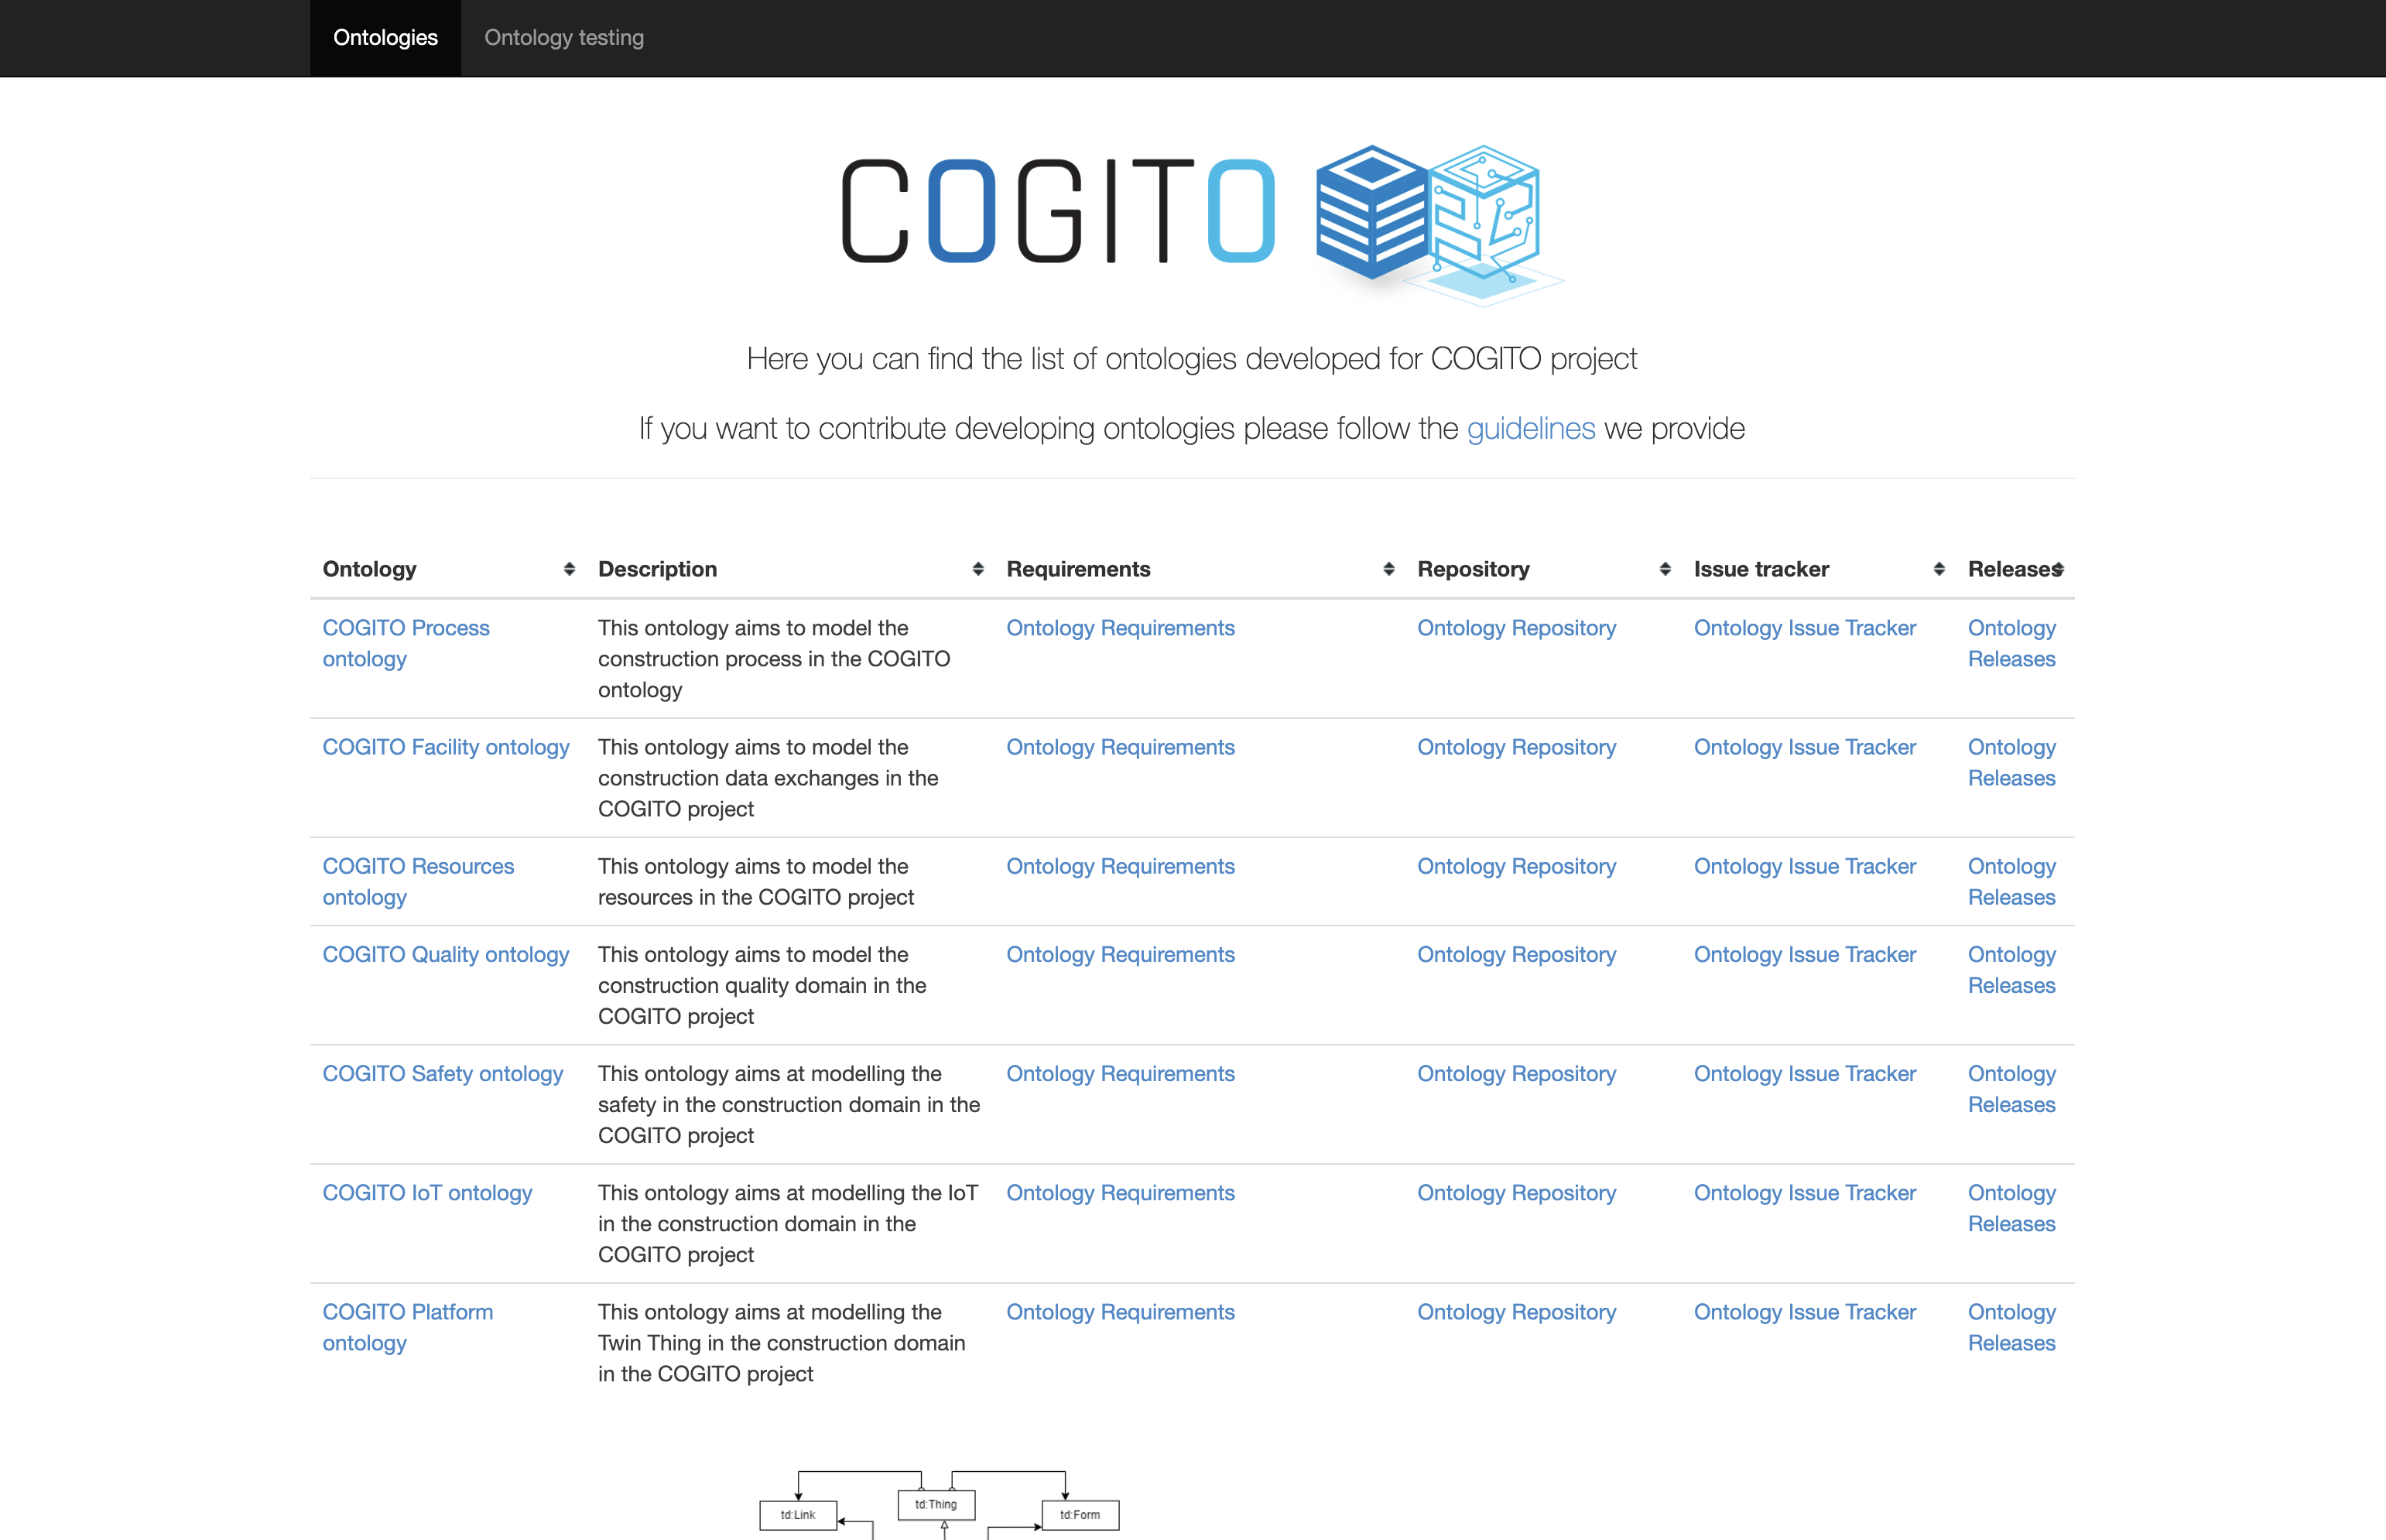 Ontologies Ontology testing
COGITO
Here you can find the list of ontologies developed for COGITO project
If you want to contribute developing ontologies please follow the guidelines we provide
Ontology Description Requirements Repository Issue tracker Releases
COGITO Process This ontology aims to model the Ontology Requirements Ontology Repository Ontology Issue Tracker Ontology
ontology construction process in the COGITO Releases
ontology
COGITO Facility ontology This ontology aims to model the Ontology Requirements Ontology Repository Ontology Issue Tracker Ontology
construction data exchanges in the Releases
COGITO project
COGITO Resources This ontology aims to model the Ontology Requirements Ontology Repository Ontology Issue Tracker Ontology
ontology resources in the COGITO project Releases
COGITO Quality ontology This ontology aims to model the Ontology Requirements Ontology Repository Ontology Issue Tracker Ontology
construction quality domain in the Releases
COGITO project
COGITO Safety ontology This ontology aims at modelling the Ontology Requirements Ontology Repository Ontology Issue Tracker Ontology
safety in the construction domain in the Releases
COGITO project
COGITO IoT ontology This ontology aims at modelling the IoT Ontology Requirements Ontology Repository Ontology Issue Tracker Ontology
in the construction domain in the Releases
COGITO project
COGITO Platform This ontology aims at modelling the Ontology Requirements Ontology Repository Ontology Issue Tracker Ontology
ontology Twin Thing in the construction domain Releases
in the COGITO project
td:Thing
td:Link td:Form